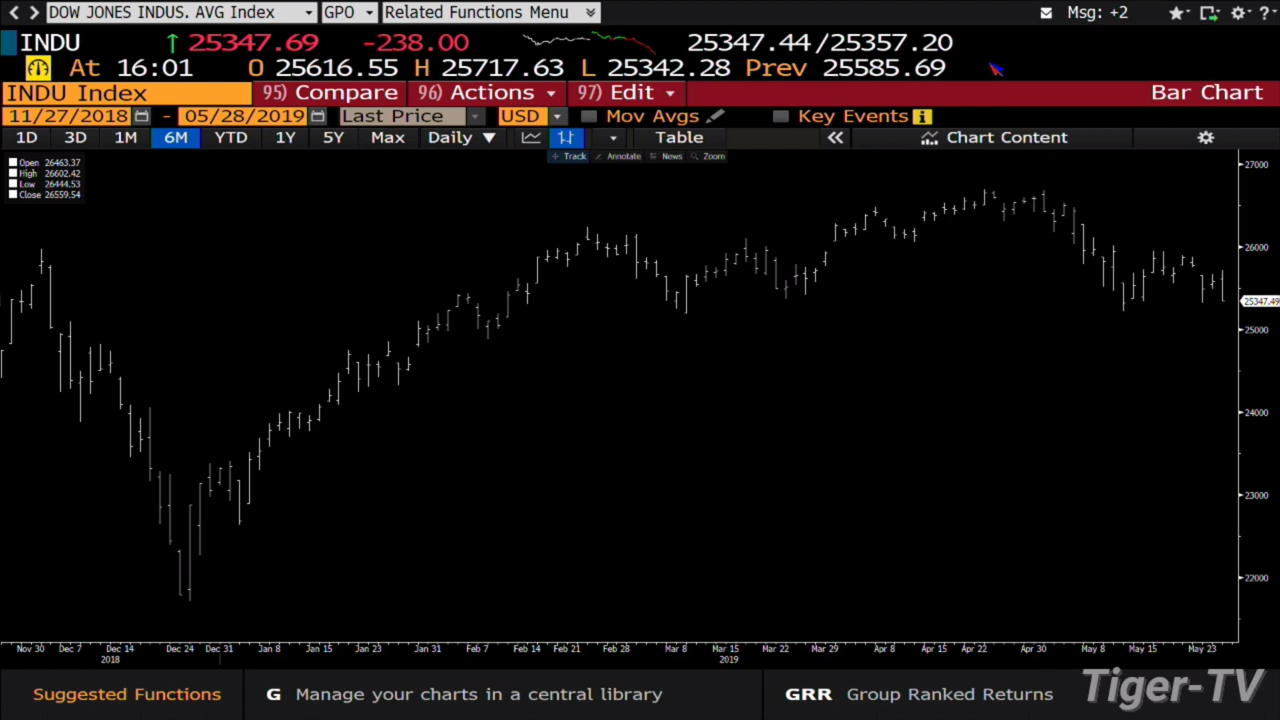 DOW JONES INDUS. AVG Index GPO Related Functions Menu Msg: +2 ?
INDU ↑ 25347.69 -238.00 25347.44/25357.20
At 16:01 O 25616.55 H 25717.63 L 25342.28 Prev 25585.69
INDU Index 95) Compare 96) Actions 97) Edit Bar Chart
11/27/2018 - 05/28/2019 Last Price USD Mov Avgs Key Events i
1D 3D 1M 6M YTD 1Y 5Y Max Daily ▼ Table « Chart Content
Track Annotate News Zoom
Open 26463.37
High 26602.42
Low 26444.53
Close 26559.54
27000
26000
25347.49
25000
24000
23000
22000
Nov 30 Dec 7 Dec 14 Dec 24 Dec 31 Jan 8 Jan 15 Jan 23 Jan 31 Feb 7 Feb 14 Feb 21 Feb 28 Mar 8 Mar 15 Mar 22 Mar 29 Apr 8 Apr 15 Apr 22 Apr 30 May 8 May 15 May 23
2018 2019
Suggested Functions G Manage your charts in a central library GRR Group Ranked Returns
Tiger-TV